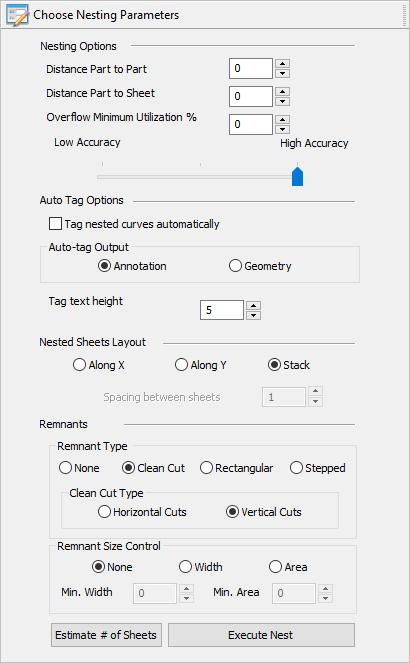 Choose Nesting Parameters
Nesting Options
Distance Part to Part 0
Distance Part to Sheet 0
Overflow Minimum Utilization % 0
Low Accuracy High Accuracy
Auto Tag Options
Tag nested curves automatically
Auto-tag Output
Annotation Geometry
Tag text height 5
Nested Sheets Layout
Along X Along Y Stack
Spacing between sheets 1
Remnants
Remnant Type
None Clean Cut Rectangular Stepped
Clean Cut Type
Horizontal Cuts Vertical Cuts
Remnant Size Control
None Width Area
Min. Width 0 Min. Area 0
Estimate # of Sheets Execute Nest